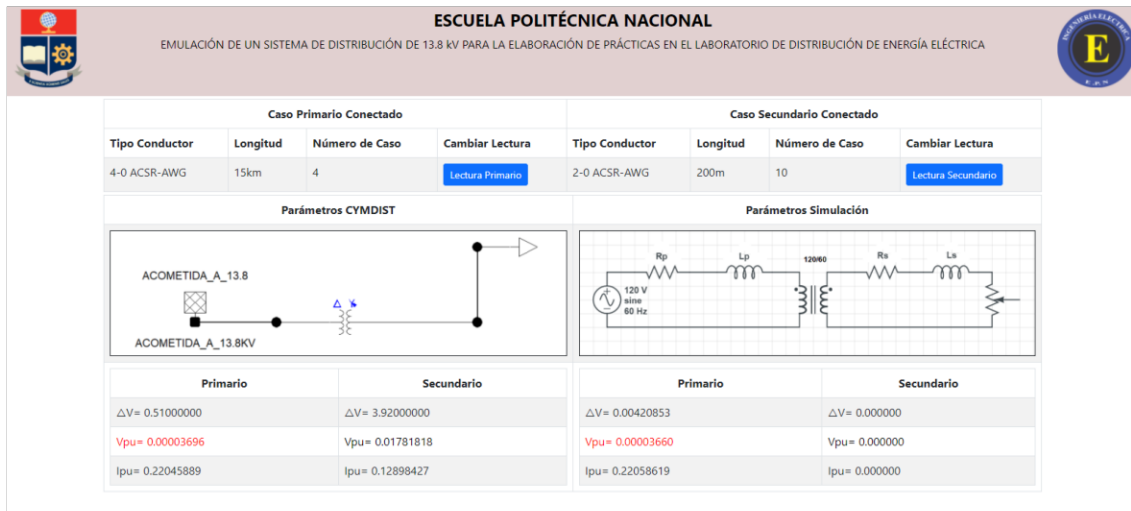 ESCUELA POLITÉCNICA NACIONAL
EMULACIÓN DE UN SISTEMA DE DISTRIBUCIÓN DE 13.8 kV PARA LA ELABORACIÓN DE PRÁCTICAS EN EL LABORATORIO DE DISTRIBUCIÓN DE ENERGÍA ELÉCTRICA
INGENIERÍA ELÉCTRICA
E
E.P.N
Caso Primario Conectado
Caso Secundario Conectado
Tipo Conductor Longitud Número de Caso Cambiar Lectura Tipo Conductor Longitud Número de Caso Cambiar Lectura
4-0 ACSR-AWG 15km 4 Lectura Primario 2-0 ACSR-AWG 200m 10 Lectura Secundario
Parámetros CYMDIST
Parámetros Simulación
ACOMETIDA_A_13.8
ACOMETIDA_A_13.8KV
Rp Lp 120/60 Rs Ls
120 V
sine
60 Hz
Primario Secundario Primario Secundario
△V= 0.51000000 △V= 3.92000000 △V= 0.00420853 △V= 0.000000
Vpu= 0.00003696 Vpu= 0.01781818 Vpu= 0.00003660 Vpu= 0.000000
Ipu= 0.22045889 Ipu= 0.12898427 Ipu= 0.22058619 Ipu= 0.000000